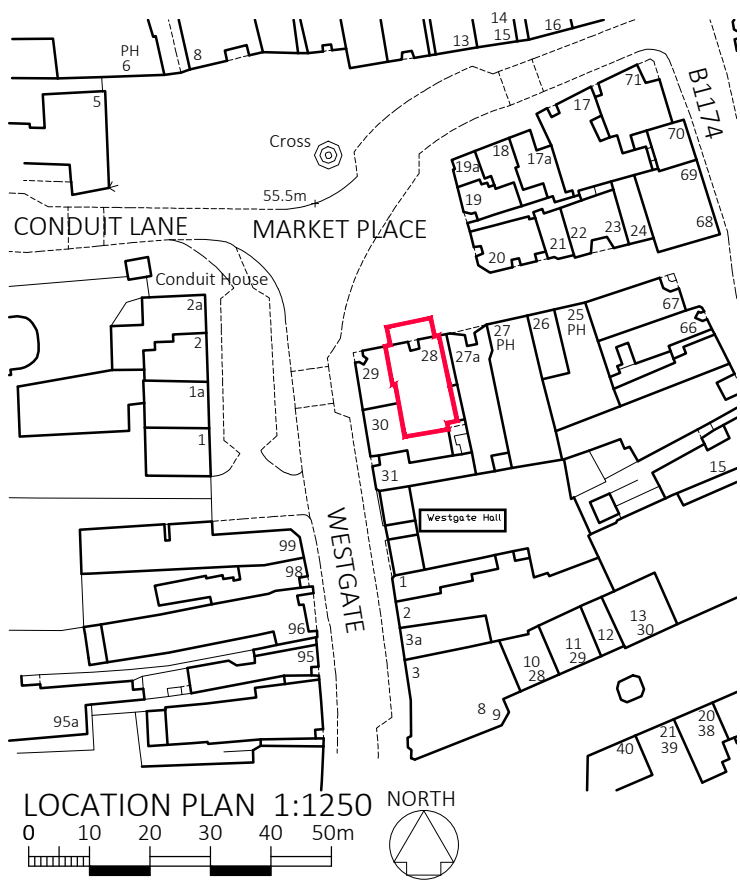 14
15
16
13
PH
6
8
5
71
17
B1174
70
Cross
18
17a
19a
69
55.5m
19
68
CONDUIT LANE
MARKET PLACE
22
23
24
21
20
Conduit House
2a
67
25
PH
26
27
PH
66
2
28
27a
29
1a
30
1
31
15
Westgate Hall
WESTGATE
99
98
1
2
96
3a
13
30
12
11
29
95
3
10
28
8
9
95a
20
38
21
39
40
LOCATION PLAN 1:1250
NORTH
0 10 20 30 40 50m